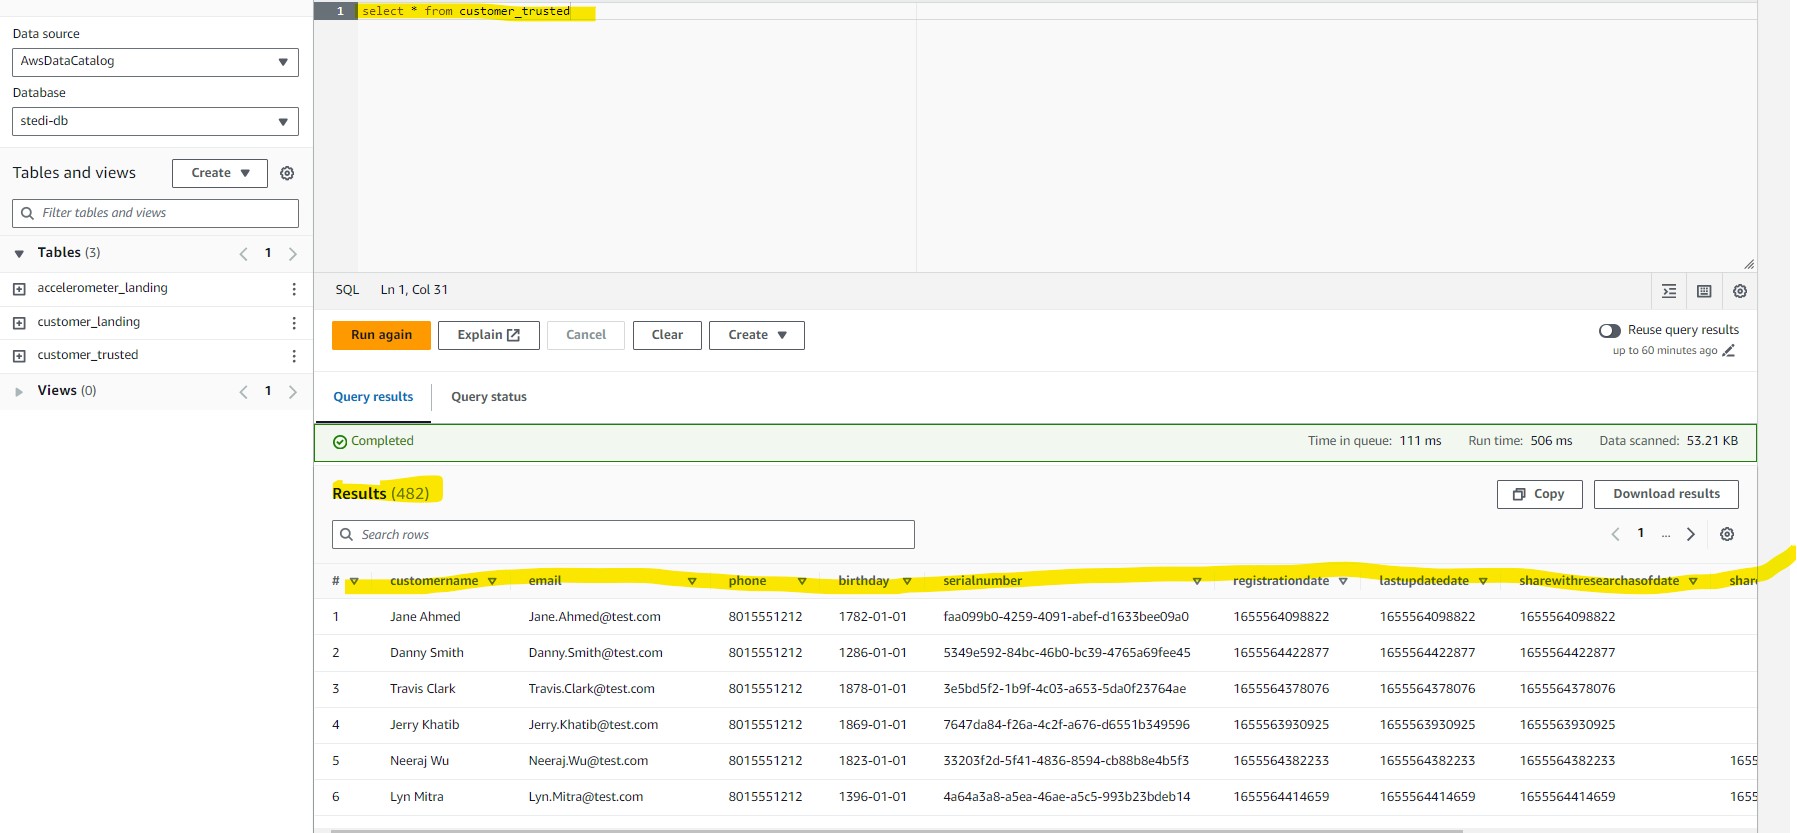 1 select * from customer_trusted
Data source
AwsDataCatalog
Database
stedi-db
Tables and views Create
Filter tables and views
Tables (3) 1
accelerometer_landing
customer_landing
customer_trusted
Views (0) 1
SQL Ln 1, Col 31
Run again Explain Cancel Clear Create
Reuse query results
up to 60 minutes ago
Query results Query status
Completed Time in queue: 111 ms Run time: 506 ms Data scanned: 53.21 KB
Results (482) Copy Download results
Search rows 1 ...
# customername email phone birthday serialnumber registrationdate lastupdatedate sharewithresearchasofdate share
1 Jane Ahmed Jane.Ahmed@test.com 8015551212 1782-01-01 faa099b0-4259-4091-abef-d1633bee09a0 1655564098822 1655564098822 1655564098822
2 Danny Smith Danny.Smith@test.com 8015551212 1286-01-01 5349e592-84bc-46b0-bc39-4765a69fee45 1655564422877 1655564422877 1655564422877
3 Travis Clark Travis.Clark@test.com 8015551212 1878-01-01 3e5bd5f2-1b9f-4c03-a653-5da0f23764ae 1655564378076 1655564378076 1655564378076
4 Jerry Khatib Jerry.Khatib@test.com 8015551212 1869-01-01 7647da84-f26a-4c2f-a676-d6551b349596 1655563930925 1655563930925 1655563930925
5 Neeraj Wu Neeraj.Wu@test.com 8015551212 1823-01-01 33203f2d-5f41-4836-8594-cb88b8e4b5f3 1655564382233 1655564382233 1655564382233 1655
6 Lyn Mitra Lyn.Mitra@test.com 8015551212 1396-01-01 4a64a3a8-a5ea-46ae-a5c5-993b23bdeb14 1655564414659 1655564414659 1655564414659 1655